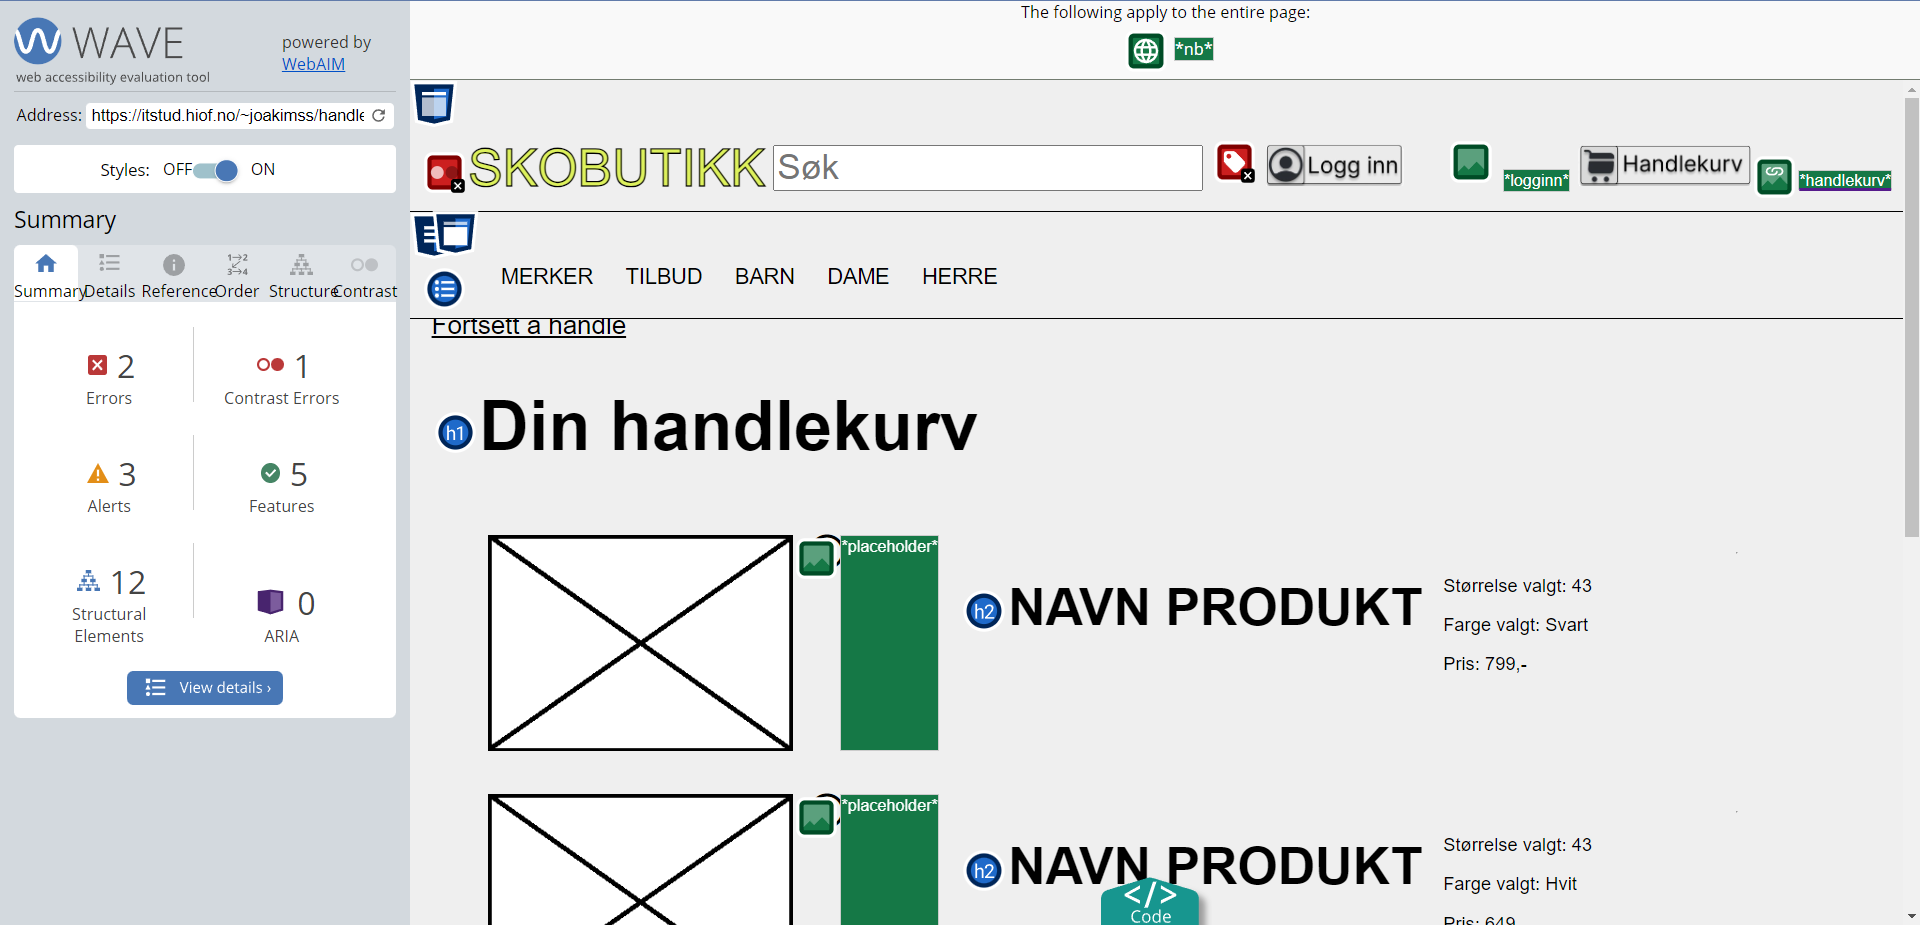 WAVE
web accessibility evaluation tool
powered by
WebAIM
Address: https://itstud.hiof.no/~joakimss/handle
Styles: OFF ON
Summary
Summary Details Reference Order Structure Contrast
2
Errors
1
Contrast Errors
3
Alerts
5
Features
12
Structural
Elements
0
ARIA
View details ›
The following apply to the entire page:
*nb*
SKOBUTIKK Søk Logg inn *logginn* Handlekurv *handlekurv*
MERKER TILBUD BARN DAME HERRE
Fortsett å handle
h1 Din handlekurv
*placeholder*
h2 NAVN PRODUKT
Størrelse valgt: 43
Farge valgt: Svart
Pris: 799,-
*placeholder*
h2 NAVN PRODUKT
Størrelse valgt: 43
Farge valgt: Hvit
Pris: 649
</> Code